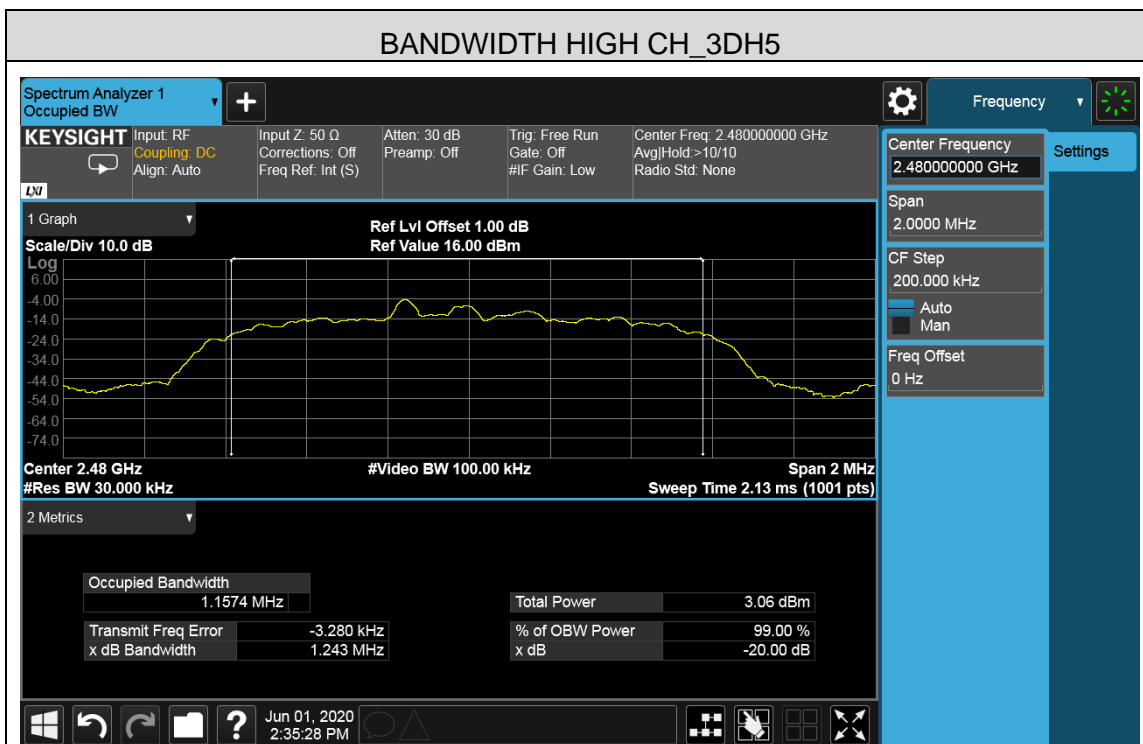 BANDWIDTH HIGH CH_3DH5
Spectrum Analyzer 1
Occupied BW
Frequency
KEYSIGHT
LXI
Input: RF
Coupling: DC
Align: Auto
Input Z: 50 Ω
Corrections: Off
Freq Ref: Int (S)
Atten: 30 dB
Preamp: Off
Trig: Free Run
Gate: Off
#IF Gain: Low
Center Freq: 2.480000000 GHz
Avg|Hold:>10/10
Radio Std: None
Center Frequency
2.480000000 GHz
Settings
Span
2.0000 MHz
CF Step
200.000 kHz
Auto
Man
Freq Offset
0 Hz
1 Graph
Scale/Div 10.0 dB
Ref Lvl Offset 1.00 dB
Ref Value 16.00 dBm
Log
6.00
-4.00
-14.0
-24.0
-34.0
-44.0
-54.0
-64.0
-74.0
Center 2.48 GHz
#Video BW 100.00 kHz
Span 2 MHz
#Res BW 30.000 kHz
Sweep Time 2.13 ms (1001 pts)
2 Metrics
Occupied Bandwidth
1.1574 MHz
Total Power 3.06 dBm
Transmit Freq Error -3.280 kHz
% of OBW Power 99.00 %
x dB Bandwidth 1.243 MHz
x dB -20.00 dB
?
Jun 01, 2020
2:35:28 PM